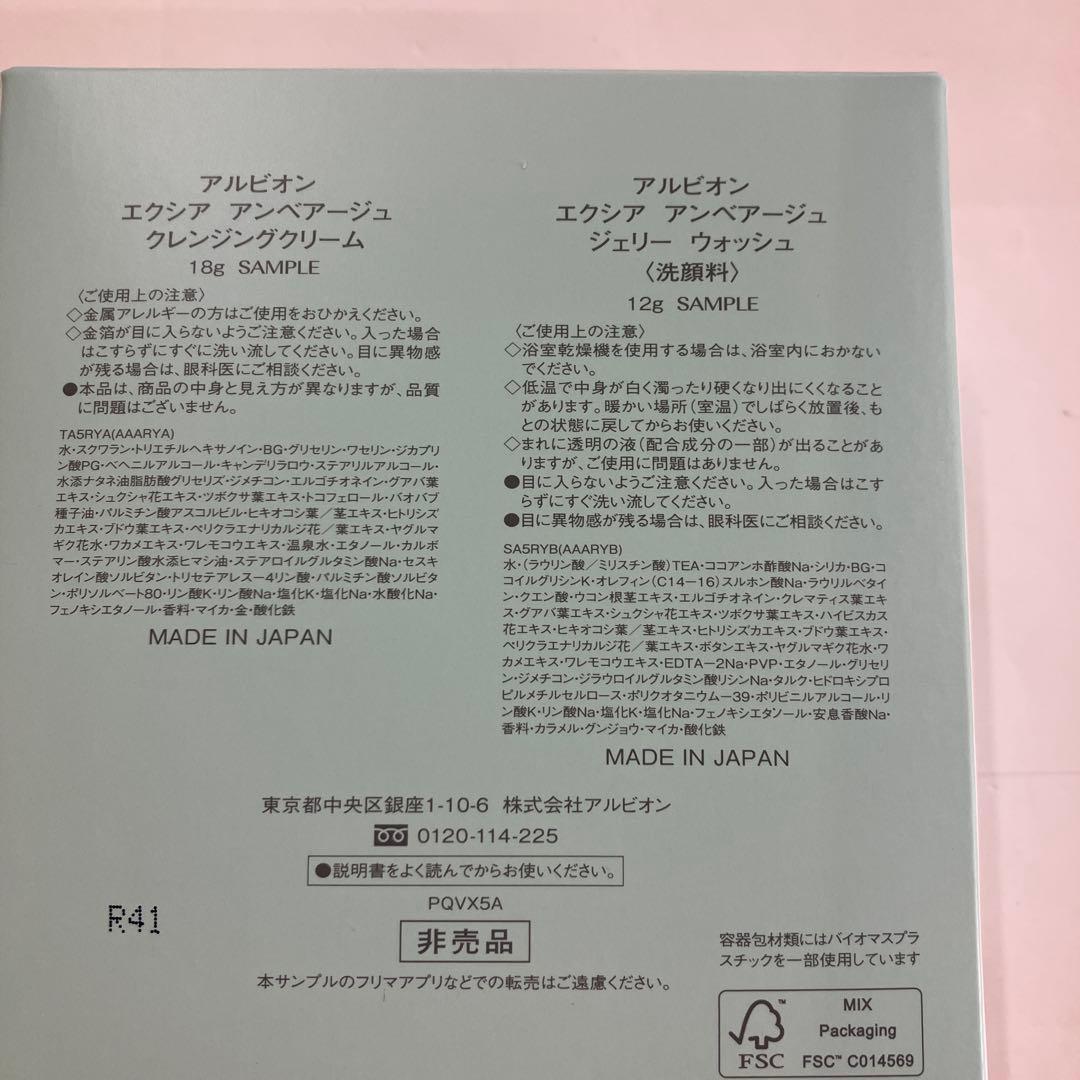 アルビオン
エクシア アンベアージュ
クレンジングクリーム
18g SAMPLE
〈ご使用上の注意〉
◇金属アレルギーの方はご使用をおひかえください。
◇金箔が目に入らないようご注意ください。入った場合
はこすらずにすぐに洗い流してください。目に異物感
が残る場合は、眼科医にご相談ください。
●本品は、商品の中身と見え方が異なりますが、品質
に問題はございません。
TA5RYA(AAARYA)
水・スクワラン・トリエチルヘキサノイン・BG・グリセリン・ワセリン・ジカプリ
ン酸PG・ベヘニルアルコール・キャンデリラロウ・ステアリルアルコール・
水添ナタネ油脂肪酸グリセリズ・ジメチコン・エルゴチオネイン・グアバ葉
エキス・シュクシャ花エキス・ツボクサ葉エキス・トコフェロール・バオバブ
種子油・パルミチン酸アスコルビル・ヒキオコシ葉／茎エキス・ヒトリシズ
カエキス・ブドウ葉エキス・ペリクラエナリカルジ花／葉エキス・ヤグルマ
ギク花水・ワカメエキス・ワレモコウエキス・温泉水・エタノール・カルボ
マー・ステアリン酸水添ヒマシ油・ステアロイルグルタミン酸Na・セスキ
オレイン酸ソルビタン・トリセテアレス－4リン酸・パルミチン酸ソルビタ
ン・ポリソルベート80・リン酸K・リン酸Na・塩化K・塩化Na・水酸化Na・
フェノキシエタノール・香料・マイカ・金・酸化鉄
MADE IN JAPAN
アルビオン
エクシア アンベアージュ
ジェリー ウォッシュ
〈洗顔料〉
12g SAMPLE
〈ご使用上の注意〉
◇浴室乾燥機を使用する場合は、浴室内におかない
でください。
◇低温で中身が白く濁ったり硬くなり出にくくなること
があります。暖かい場所（室温）でしばらく放置後、も
との状態に戻してからお使いください。
◇まれに透明の液（配合成分の一部）が出ることがあ
りますが、ご使用に問題はありません。
●目に入らないようご注意ください。入った場合はこす
らずにすぐ洗い流してください。
●目に異物感が残る場合は、眼科医にご相談ください。
SA5RYB(AAARYB)
水・（ラウリン酸／ミリスチン酸）TEA・ココアンホ酢酸Na・シリカ・BG・コ
コイルグリシンK・オレフィン（C14－16）スルホン酸Na・ラウリルベタイ
ン・クエン酸・ウコン根茎エキス・エルゴチオネイン・クレマティス葉エキ
ス・グアバ葉エキス・シュクシャ花エキス・ツボクサ葉エキス・ハイビスカス
花エキス・ヒキオコシ葉／茎エキス・ヒトリシズカエキス・ブドウ葉エキス・
ペリクラエナリカルジ花／葉エキス・ボタンエキス・ヤグルマギク花水・ワ
カメエキス・ワレモコウエキス・EDTA－2Na・PVP・エタノール・グリセリ
ン・ジメチコン・ジラウロイルグルタミン酸リシンNa・タルク・ヒドロキシプロ
ピルメチルセルロース・ポリクオタニウム－39・ポリビニルアルコール・リ
ン酸K・リン酸Na・塩化K・塩化Na・フェノキシエタノール・安息香酸Na・
香料・カラメル・グンジョウ・マイカ・酸化鉄
MADE IN JAPAN
東京都中央区銀座1-10-6 株式会社アルビオン
0120-114-225
●説明書をよく読んでからお使いください。
PQVX5A
R41
非売品
本サンプルのフリマアプリなどでの転売はご遠慮ください。
容器包材類にはバイオマスプラ
スチックを一部使用しています
FSC
MIX
Packaging
FSC™ C014569